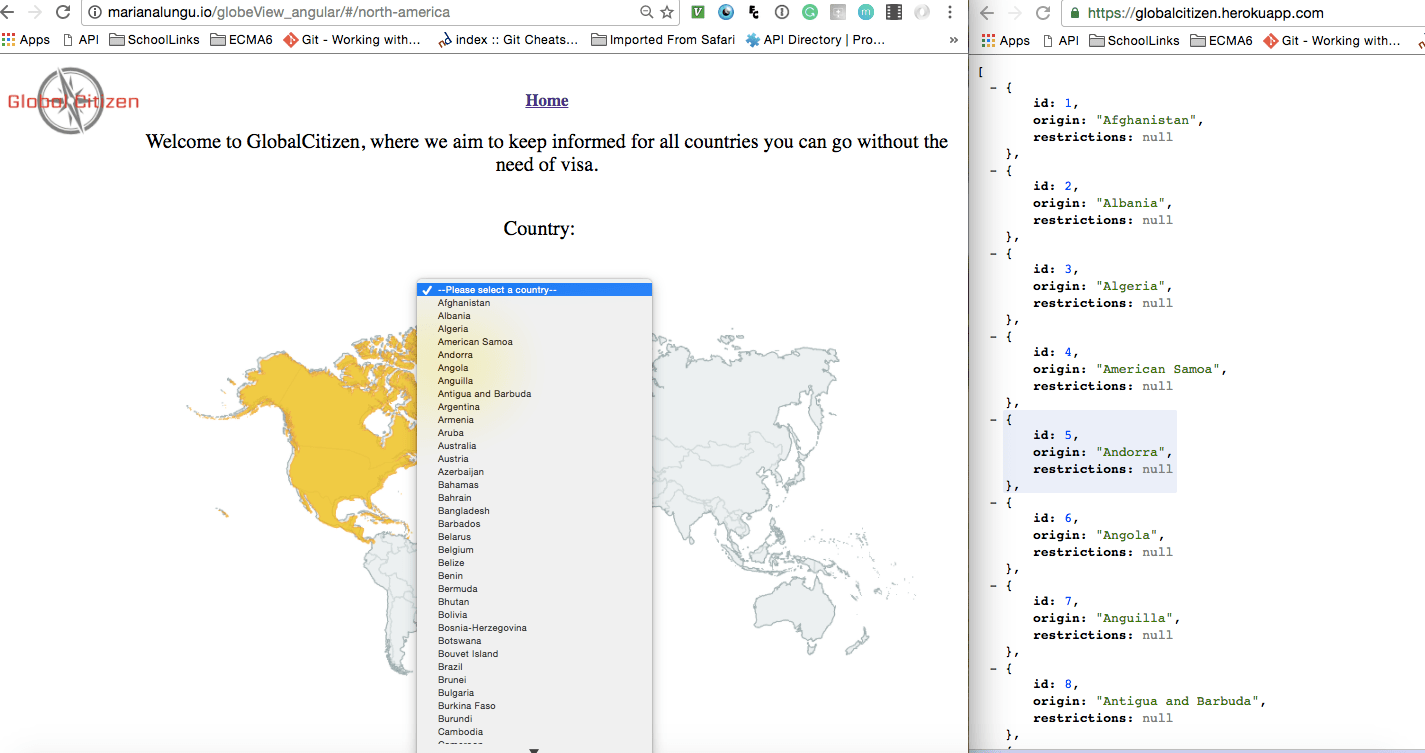 marianalungu.io/globeView_angular/#/north-america
Apps API SchoolLinks ECMA6 Git - Working with... index :: Git Cheats... Imported From Safari API Directory | Pro... »
Global Citizen
Home
Welcome to GlobalCitizen, where we aim to keep informed for all countries you can go without the
need of visa.
Country:
✓ --Please select a country--
Afghanistan
Albania
Algeria
American Samoa
Andorra
Angola
Anguilla
Antigua and Barbuda
Argentina
Armenia
Aruba
Australia
Austria
Azerbaijan
Bahamas
Bahrain
Bangladesh
Barbados
Belarus
Belgium
Belize
Benin
Bermuda
Bhutan
Bolivia
Bosnia-Herzegovina
Botswana
Bouvet Island
Brazil
Brunei
Bulgaria
Burkina Faso
Burundi
Cambodia
https://globalcitizen.herokuapp.com
Apps API SchoolLinks ECMA6 Git - Working with...
[
- {
id: 1,
origin: "Afghanistan",
restrictions: null
},
- {
id: 2,
origin: "Albania",
restrictions: null
},
- {
id: 3,
origin: "Algeria",
restrictions: null
},
- {
id: 4,
origin: "American Samoa",
restrictions: null
},
- {
id: 5,
origin: "Andorra",
restrictions: null
},
- {
id: 6,
origin: "Angola",
restrictions: null
},
- {
id: 7,
origin: "Anguilla",
restrictions: null
},
- {
id: 8,
origin: "Antigua and Barbuda",
restrictions: null
},